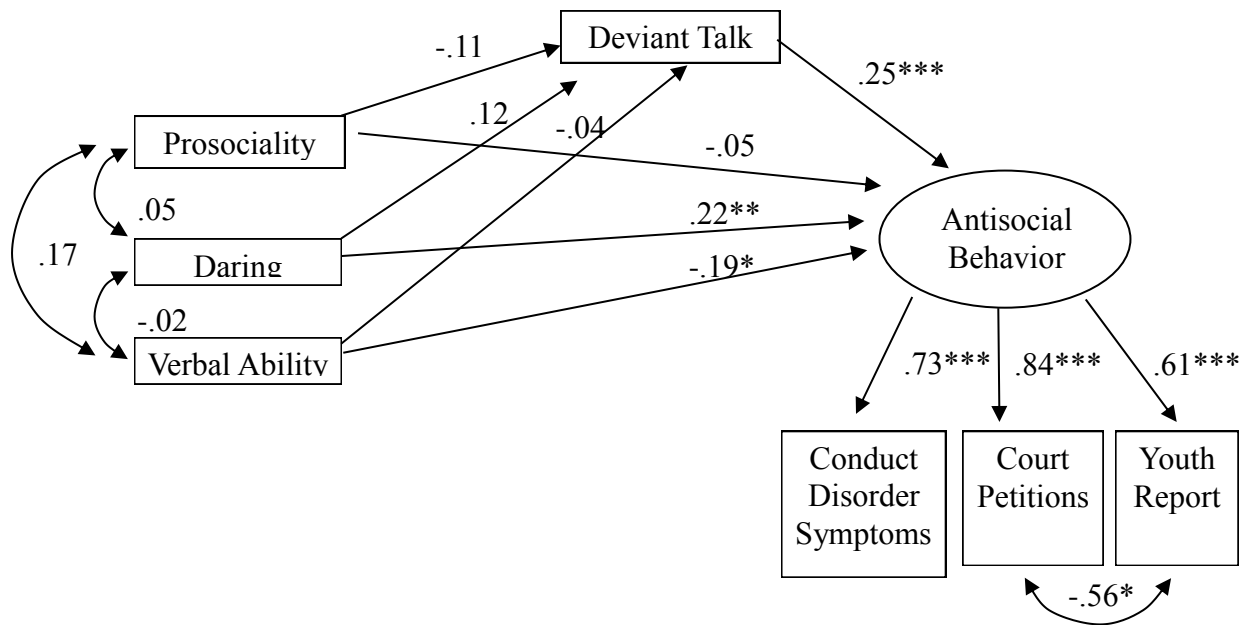 Deviant Talk
-.11
.25***
.12
-.04
Prosociality
-.05
.05
.22**
Antisocial
Behavior
.17
Daring
-.19*
-.02
Verbal Ability
.73***
.84***
.61***
Conduct
Disorder
Symptoms
Court
Petitions
Youth
Report
-.56*